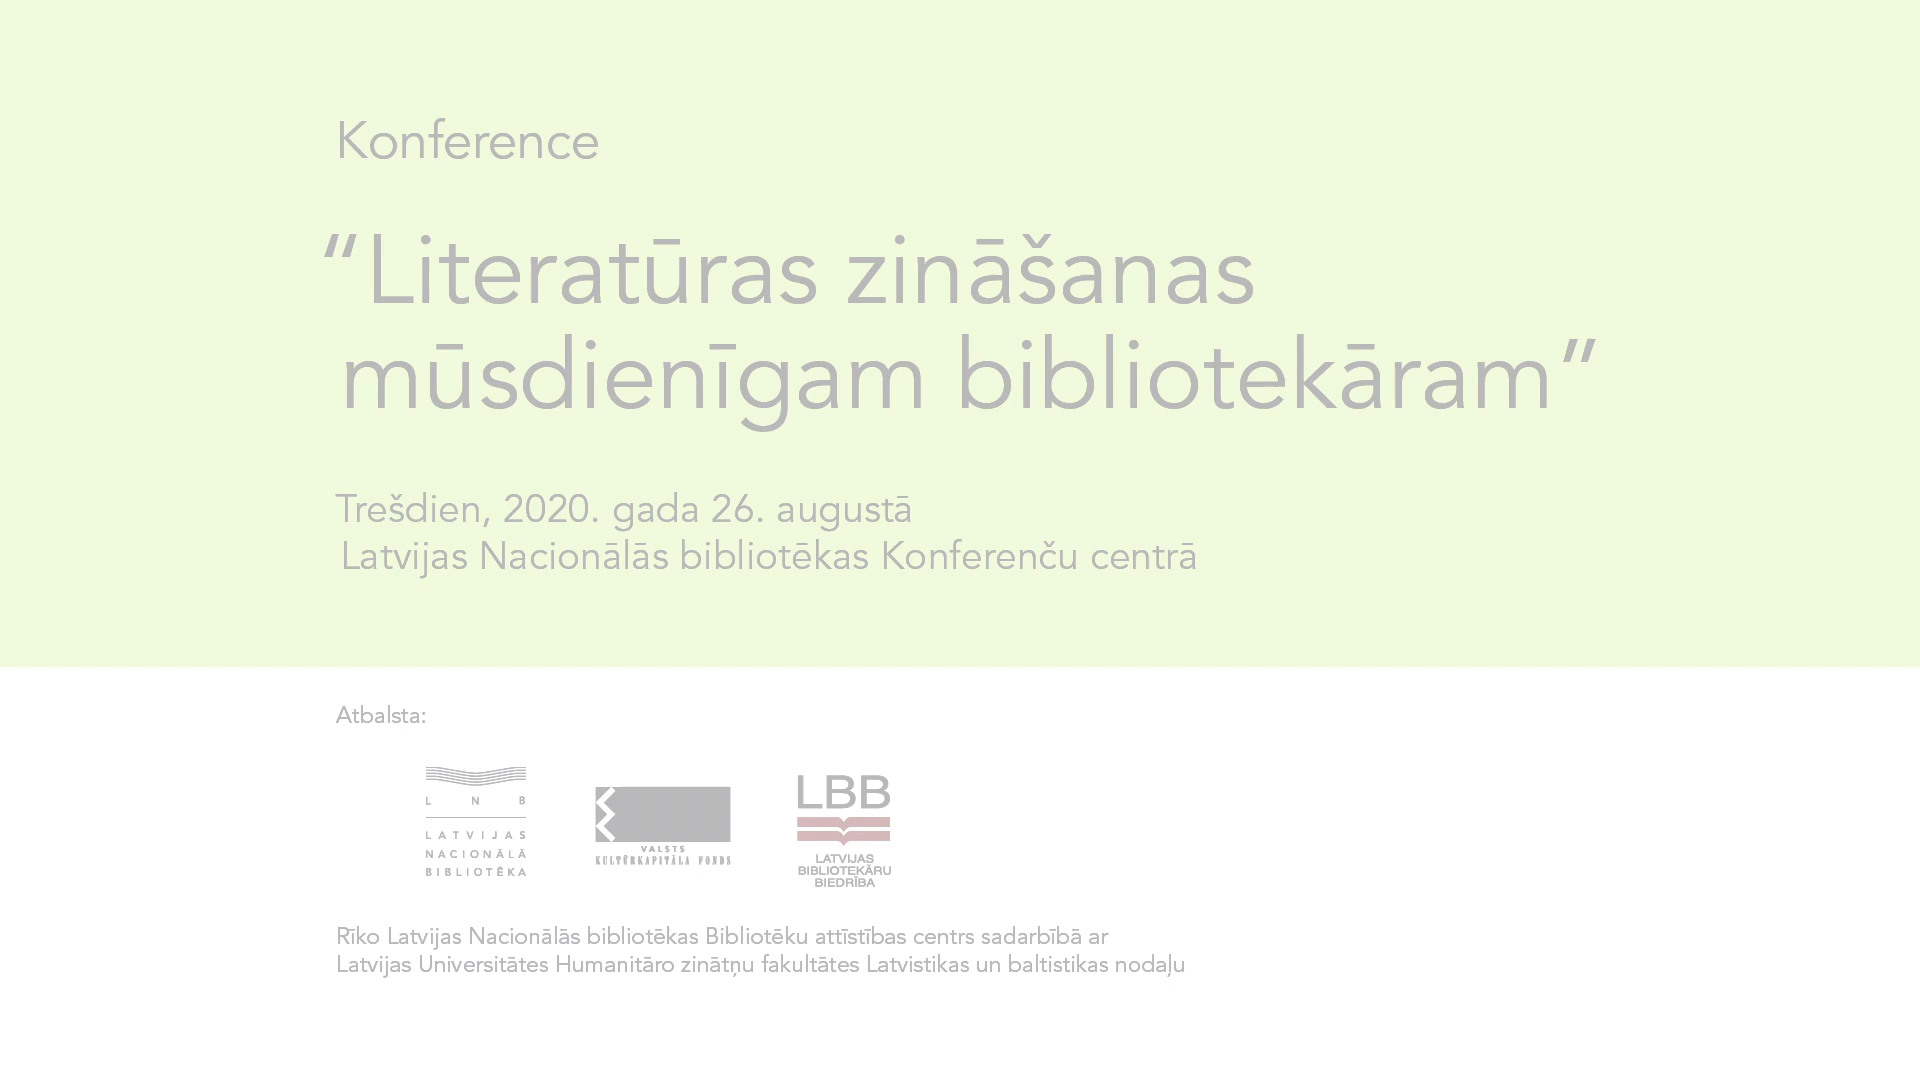 Konference
“Literatūras zināšanas
mūsdienīgam bibliotekāram”
Trešdien, 2020. gada 26. augustā
Latvijas Nacionālās bibliotēkas Konferenču centrā
Atbalsta:
L N B
LATVIJAS
NACIONĀLĀ
BIBLIOTĒKA
VALSTS
KULTŪRKAPITĀLA FONDS
LBB
LATVIJAS
BIBLIOTEKĀRU
BIEDRĪBA
Rīko Latvijas Nacionālās bibliotēkas Bibliotēku attīstības centrs sadarbībā ar
Latvijas Universitātes Humanitāro zinātņu fakultātes Latvistikas un baltistikas nodaļu